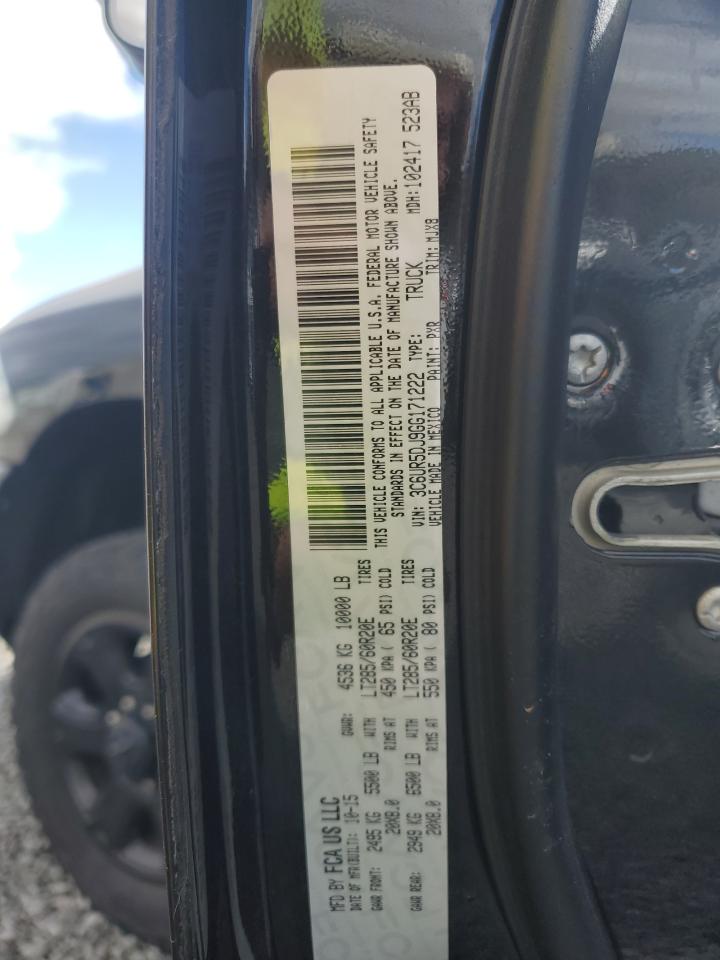 MFD BY FCA US LLC
DATE OF MFR(BUILT): 10-15 GVWR: 4536 KG 10000 LB
GAWR FRONT: 2495 KG 5500 LB WITH LT285/60R20E TIRES
20X8.0 RIMS AT 450 KPA ( 65 PSI) COLD
GAWR REAR: 2949 KG 6500 LB WITH LT285/60R20E TIRES
20X8.0 RIMS AT 550 KPA ( 80 PSI) COLD
THIS VEHICLE CONFORMS TO ALL APPLICABLE U.S.A. FEDERAL MOTOR VEHICLE SAFETY
STANDARDS IN EFFECT ON THE DATE OF MANUFACTURE SHOWN ABOVE.
VIN: 3C6UR5DJ9GG171222 TYPE: TRUCK MDH:102417 523AB
VEHICLE MADE IN MEXICO PAINT: PXR TRIM: MJX8